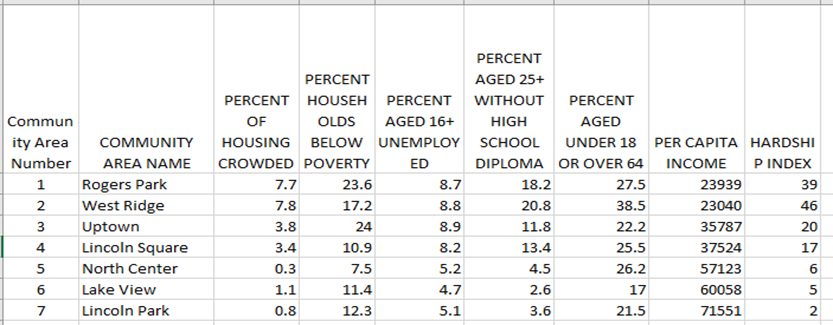 Commun
ity Area
Number
COMMUNITY
AREA NAME
PERCENT
OF
HOUSING
CROWDED
PERCENT
HOUSEH
OLDS
BELOW
POVERTY
PERCENT
AGED 16+
UNEMPLOY
ED
PERCENT
AGED 25+
WITHOUT
HIGH
SCHOOL
DIPLOMA
PERCENT
AGED
UNDER 18
OR OVER 64
PER CAPITA
INCOME
HARDSHI
P INDEX
1 Rogers Park 7.7 23.6 8.7 18.2 27.5 23939 39
2 West Ridge 7.8 17.2 8.8 20.8 38.5 23040 46
3 Uptown 3.8 24 8.9 11.8 22.2 35787 20
4 Lincoln Square 3.4 10.9 8.2 13.4 25.5 37524 17
5 North Center 0.3 7.5 5.2 4.5 26.2 57123 6
6 Lake View 1.1 11.4 4.7 2.6 17 60058 5
7 Lincoln Park 0.8 12.3 5.1 3.6 21.5 71551 2